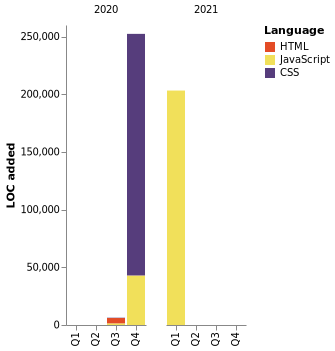 2020
2021
LOC added
250,000
200,000
150,000
100,000
50,000
0
Q1
Q2
Q3
Q4
Q1
Q2
Q3
Q4
Language
HTML
JavaScript
CSS